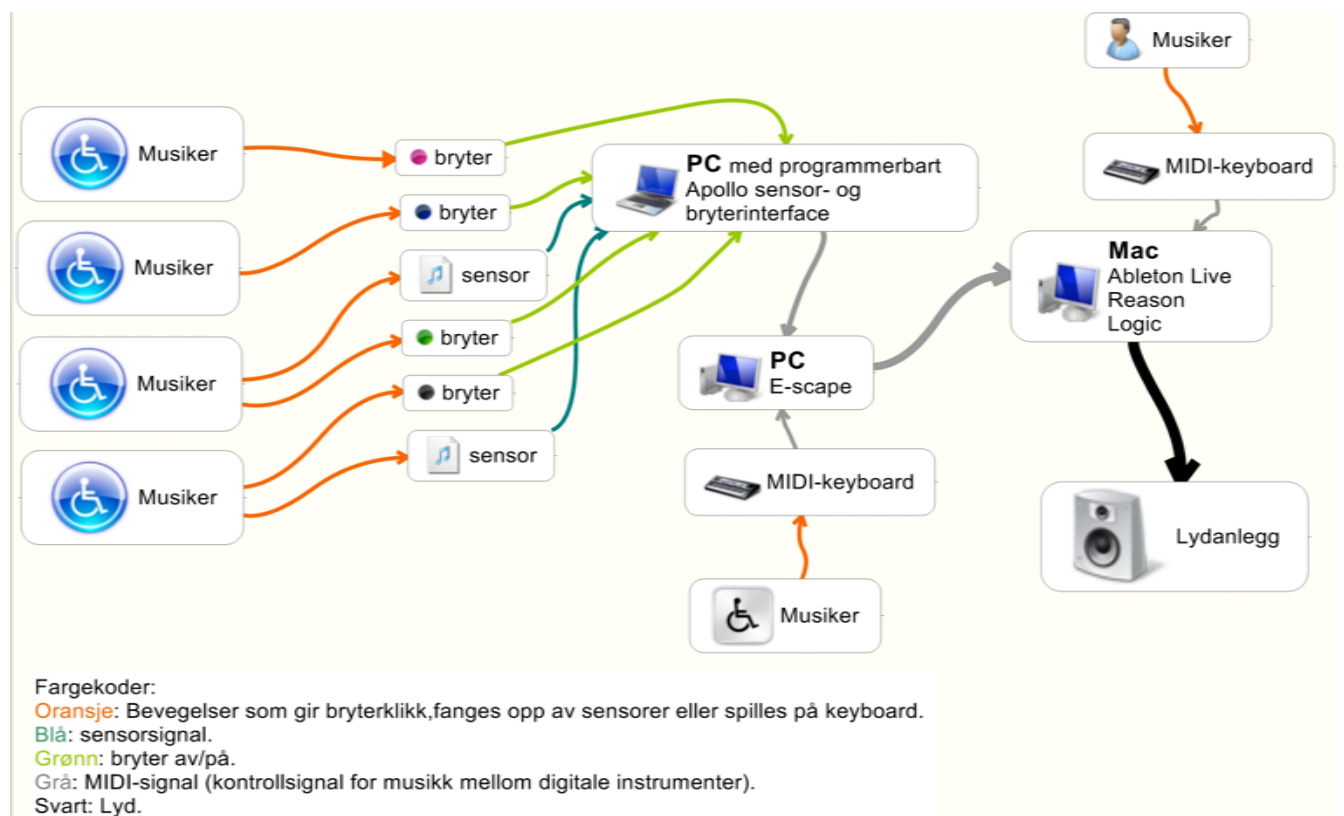 Musiker
Musiker
MIDI-keyboard
Musiker
bryter
PC med programmerbart
Apollo sensor- og
bryterinterface
Musiker
bryter
sensor
Mac
Ableton Live
Reason
Logic
Musiker
bryter
bryter
PC
E-scape
Musiker
sensor
MIDI-keyboard
Lydanlegg
Musiker
Fargekoder:
Oransje: Bevegelser som gir bryterklikk,fanges opp av sensorer eller spilles på keyboard.
Blå: sensorsignal.
Grønn: bryter av/på.
Grå: MIDI-signal (kontrollsignal for musikk mellom digitale instrumenter).
Svart: Lyd.